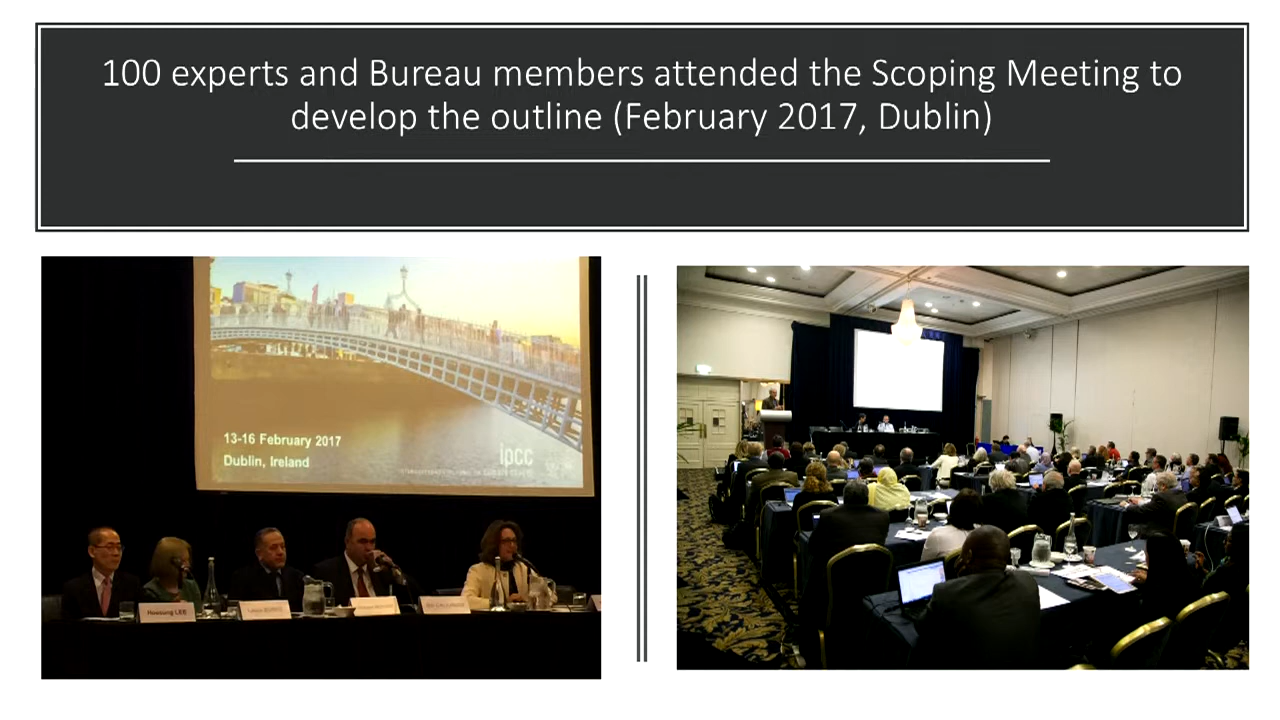 100 experts and Bureau members attended the Scoping Meeting to
develop the outline (February 2017, Dublin)
13-16 February 2017
Dublin, Ireland
ipcc
Hoesung LEE